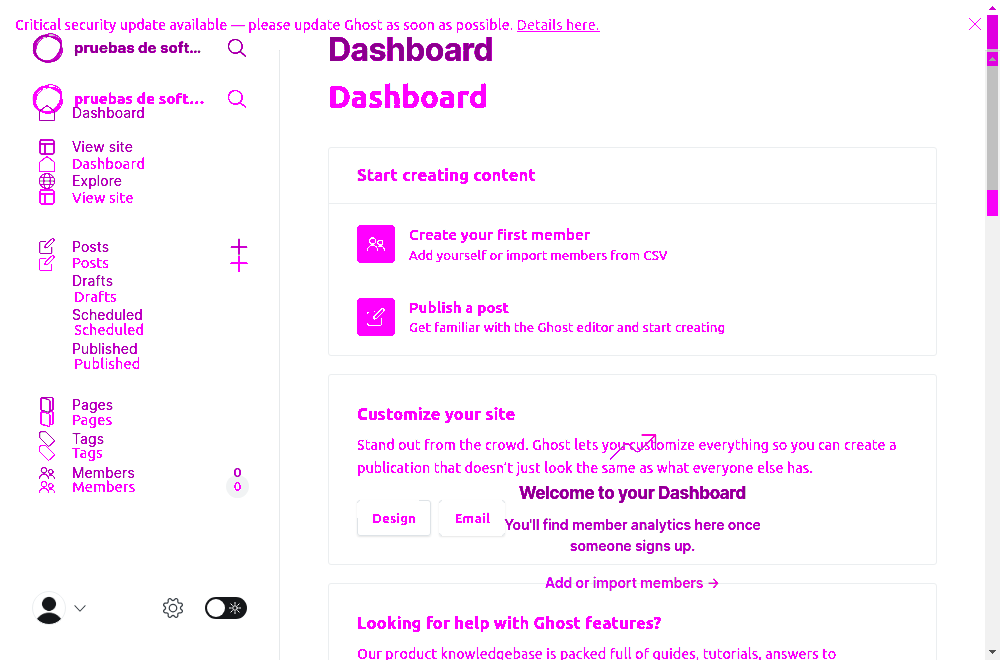 Critical security update available — please update Ghost as soon as possible. Details here.
pruebas de soft...
pruebas de soft...
Dashboard
View site
Dashboard
Explore
View site
Posts
Posts
Drafts
Drafts
Scheduled
Scheduled
Published
Published
Pages
Pages
Tags
Tags
Members 0
Members 0
Dashboard
Dashboard
Start creating content
Create your first member
Add yourself or import members from CSV
Publish a post
Get familiar with the Ghost editor and start creating
Customize your site
Stand out from the crowd. Ghost lets you customize everything so you can create a
publication that doesn't just look the same as what everyone else has.
Design Email
Welcome to your Dashboard
You'll find member analytics here once
someone signs up.
Add or import members →
Looking for help with Ghost features?
Our product knowledgebase is packed full of guides, tutorials, answers to